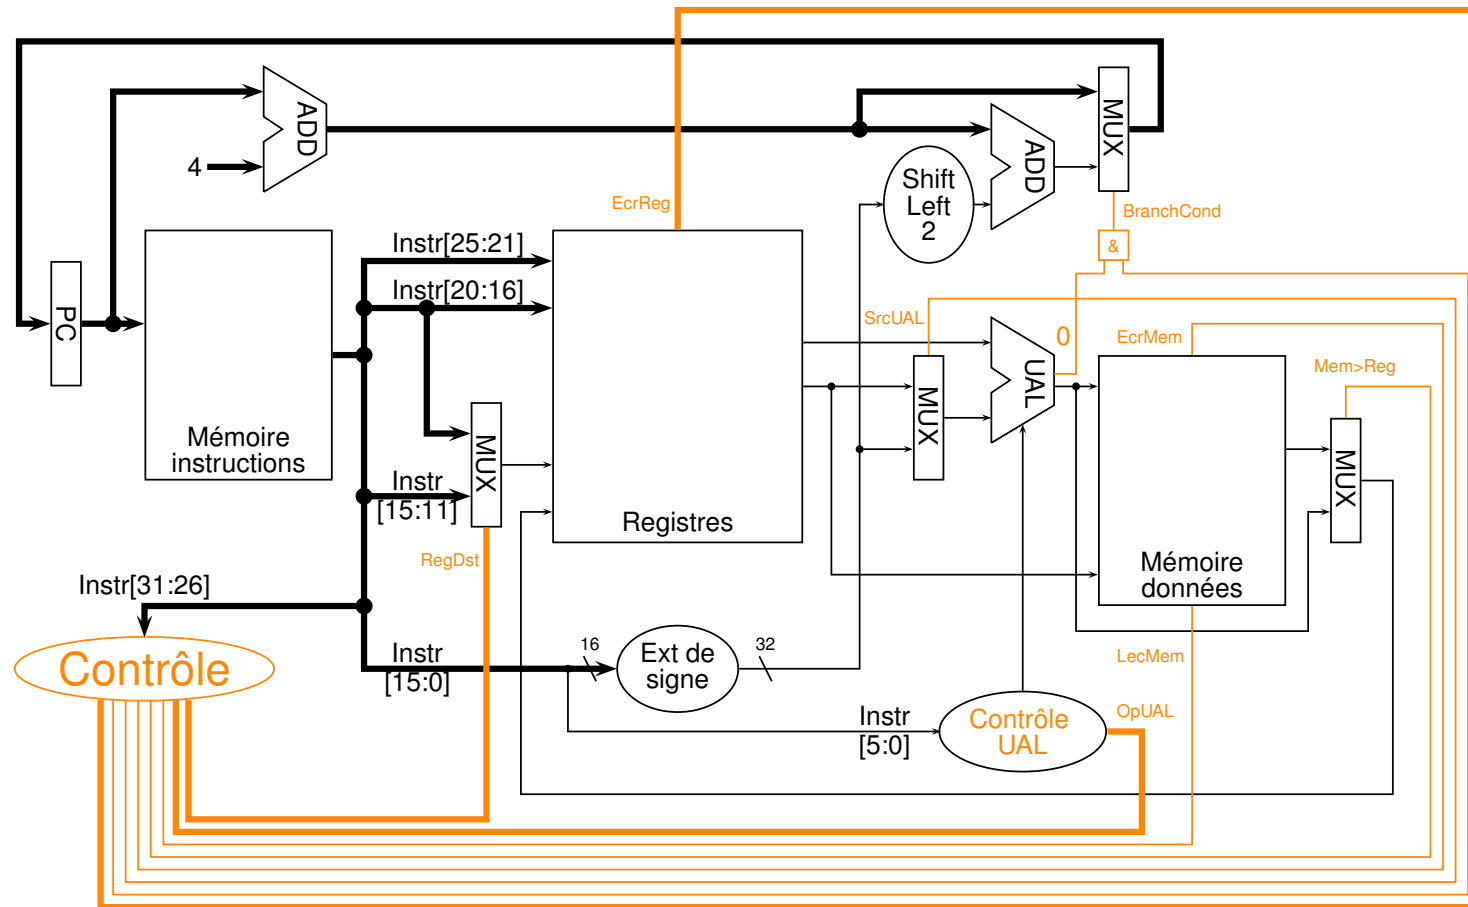 ADD
4
MUX
ADD
Shift
Left
2
EcrReg
BranchCond
&
Instr[25:21]
Instr[20:16]
PC
SrcUAL
0
EcrMem
UAL
Mem>Reg
MUX
MUX
MUX
Mémoire
instructions
Instr
[15:11]
Registres
RegDst
Mémoire
données
Instr[31:26]
Contrôle
Instr
[15:0]
16
Ext de
signe
32
LecMem
Instr
[5:0]
Contrôle
UAL
OpUAL